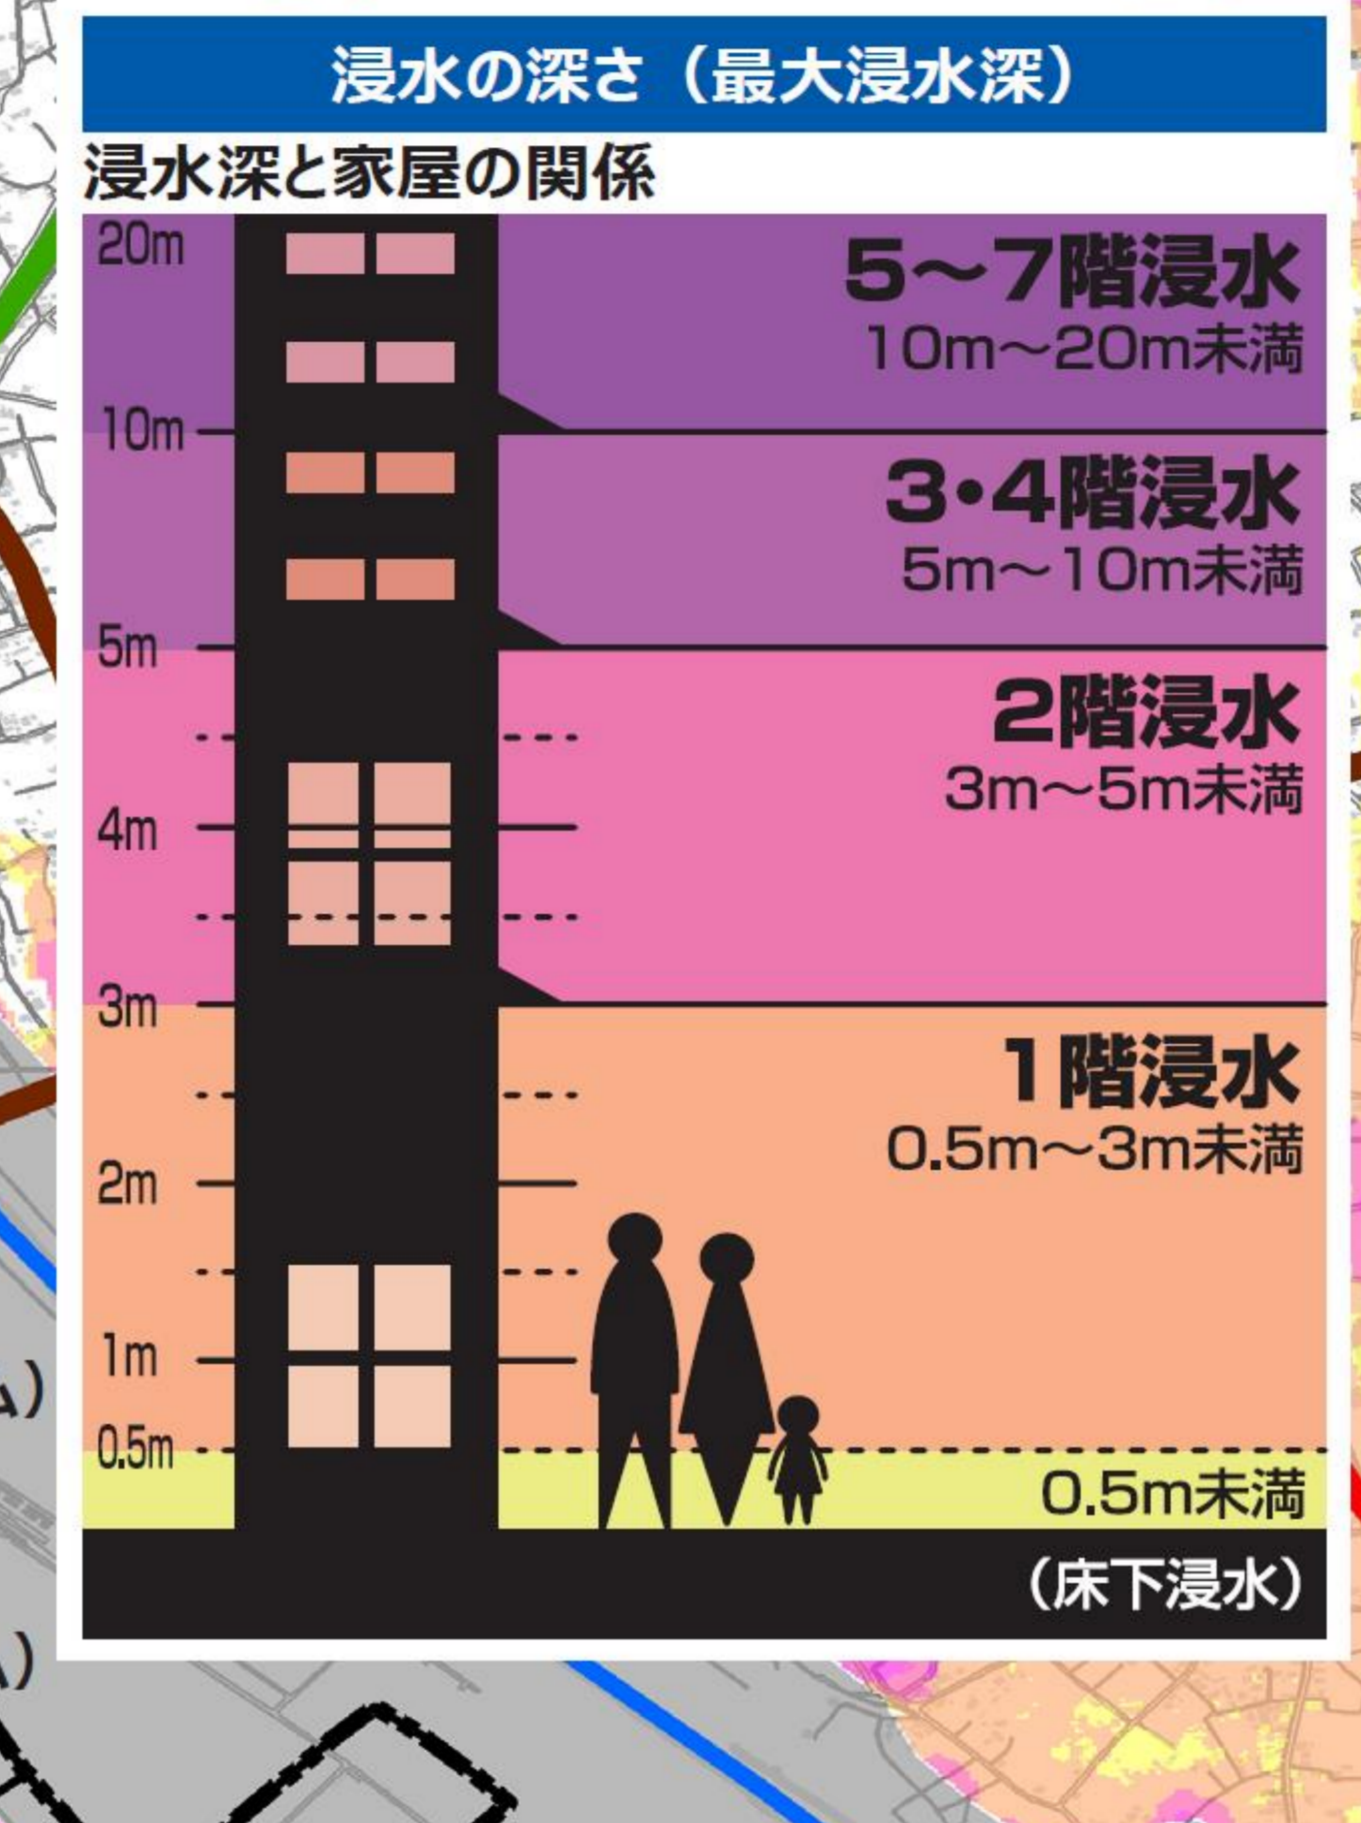 浸水の深さ（最大浸水深）
浸水深と家屋の関係
20m
5～7階浸水
10m～20m未満
10m
3・4階浸水
5m～10m未満
5m
2階浸水
3m～5m未満
4m
3m
1階浸水
0.5m～3m未満
2m
1m
0.5m
0.5m未満
（床下浸水）